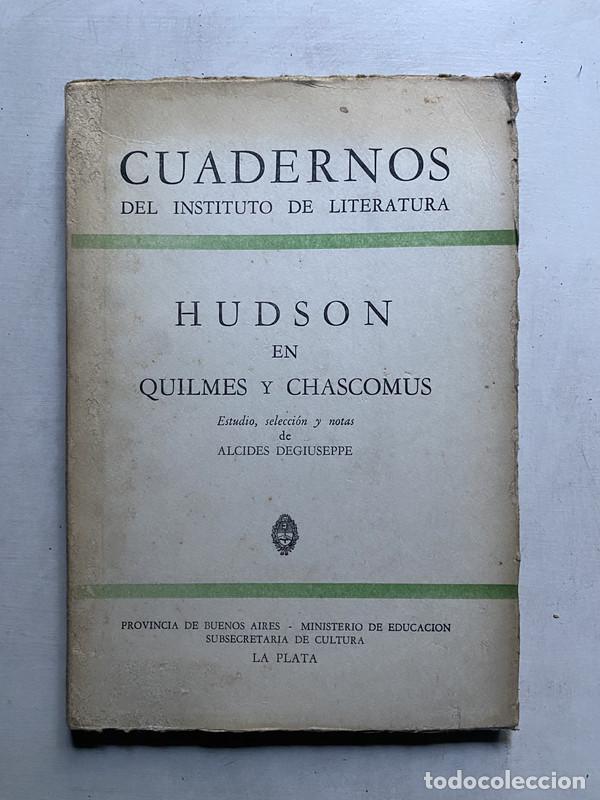 CUADERNOS
DEL INSTITUTO DE LITERATURA
HUDSON
EN
QUILMES Y CHASCOMUS
Estudio, selección y notas
de
ALCIDES DEGIUSEPPE
PROVINCIA DE BUENOS AIRES - MINISTERIO DE EDUCACION
SUBSECRETARIA DE CULTURA
LA PLATA
todocoleccion